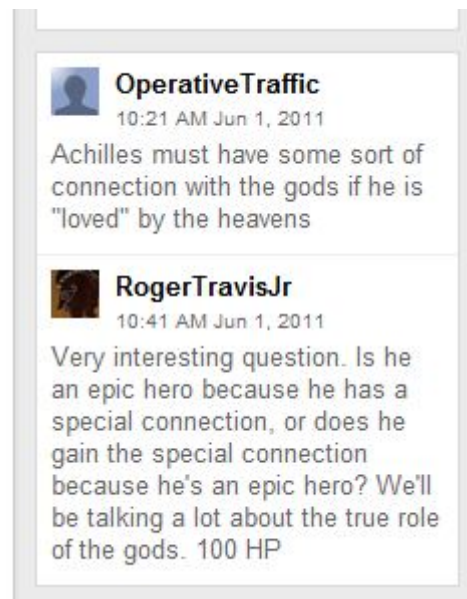 OperativeTraffic
10:21 AM Jun 1, 2011
Achilles must have some sort of
connection with the gods if he is
"loved" by the heavens
RogerTravisJr
10:41 AM Jun 1, 2011
Very interesting question. Is he
an epic hero because he has a
special connection, or does he
gain the special connection
because he's an epic hero? We'll
be talking a lot about the true role
of the gods. 100 HP